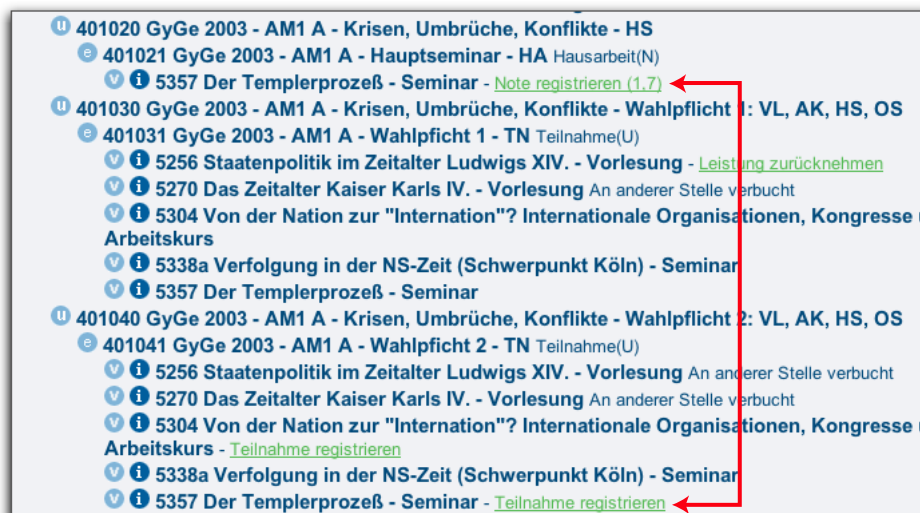 u 401020 GyGe 2003 - AM1 A - Krisen, Umbrüche, Konflikte - HS
e 401021 GyGe 2003 - AM1 A - Hauptseminar - HA Hausarbeit(N)
v i 5357 Der Templerprozeß - Seminar - Note registrieren (1,7)
u 401030 GyGe 2003 - AM1 A - Krisen, Umbrüche, Konflikte - Wahlpflicht 1: VL, AK, HS, OS
e 401031 GyGe 2003 - AM1 A - Wahlpficht 1 - TN Teilnahme(U)
v i 5256 Staatenpolitik im Zeitalter Ludwigs XIV. - Vorlesung - Leistung zurücknehmen
v i 5270 Das Zeitalter Kaiser Karls IV. - Vorlesung An anderer Stelle verbucht
v i 5304 Von der Nation zur "Internation"? Internationale Organisationen, Kongresse
Arbeitskurs
v i 5338a Verfolgung in der NS-Zeit (Schwerpunkt Köln) - Seminar
v i 5357 Der Templerprozeß - Seminar
u 401040 GyGe 2003 - AM1 A - Krisen, Umbrüche, Konflikte - Wahlpflicht 2: VL, AK, HS, OS
e 401041 GyGe 2003 - AM1 A - Wahlpficht 2 - TN Teilnahme(U)
v i 5256 Staatenpolitik im Zeitalter Ludwigs XIV. - Vorlesung An anderer Stelle verbucht
v i 5270 Das Zeitalter Kaiser Karls IV. - Vorlesung An anderer Stelle verbucht
v i 5304 Von der Nation zur "Internation"? Internationale Organisationen, Kongresse
Arbeitskurs - Teilnahme registrieren
v i 5338a Verfolgung in der NS-Zeit (Schwerpunkt Köln) - Seminar
v i 5357 Der Templerprozeß - Seminar - Teilnahme registrieren